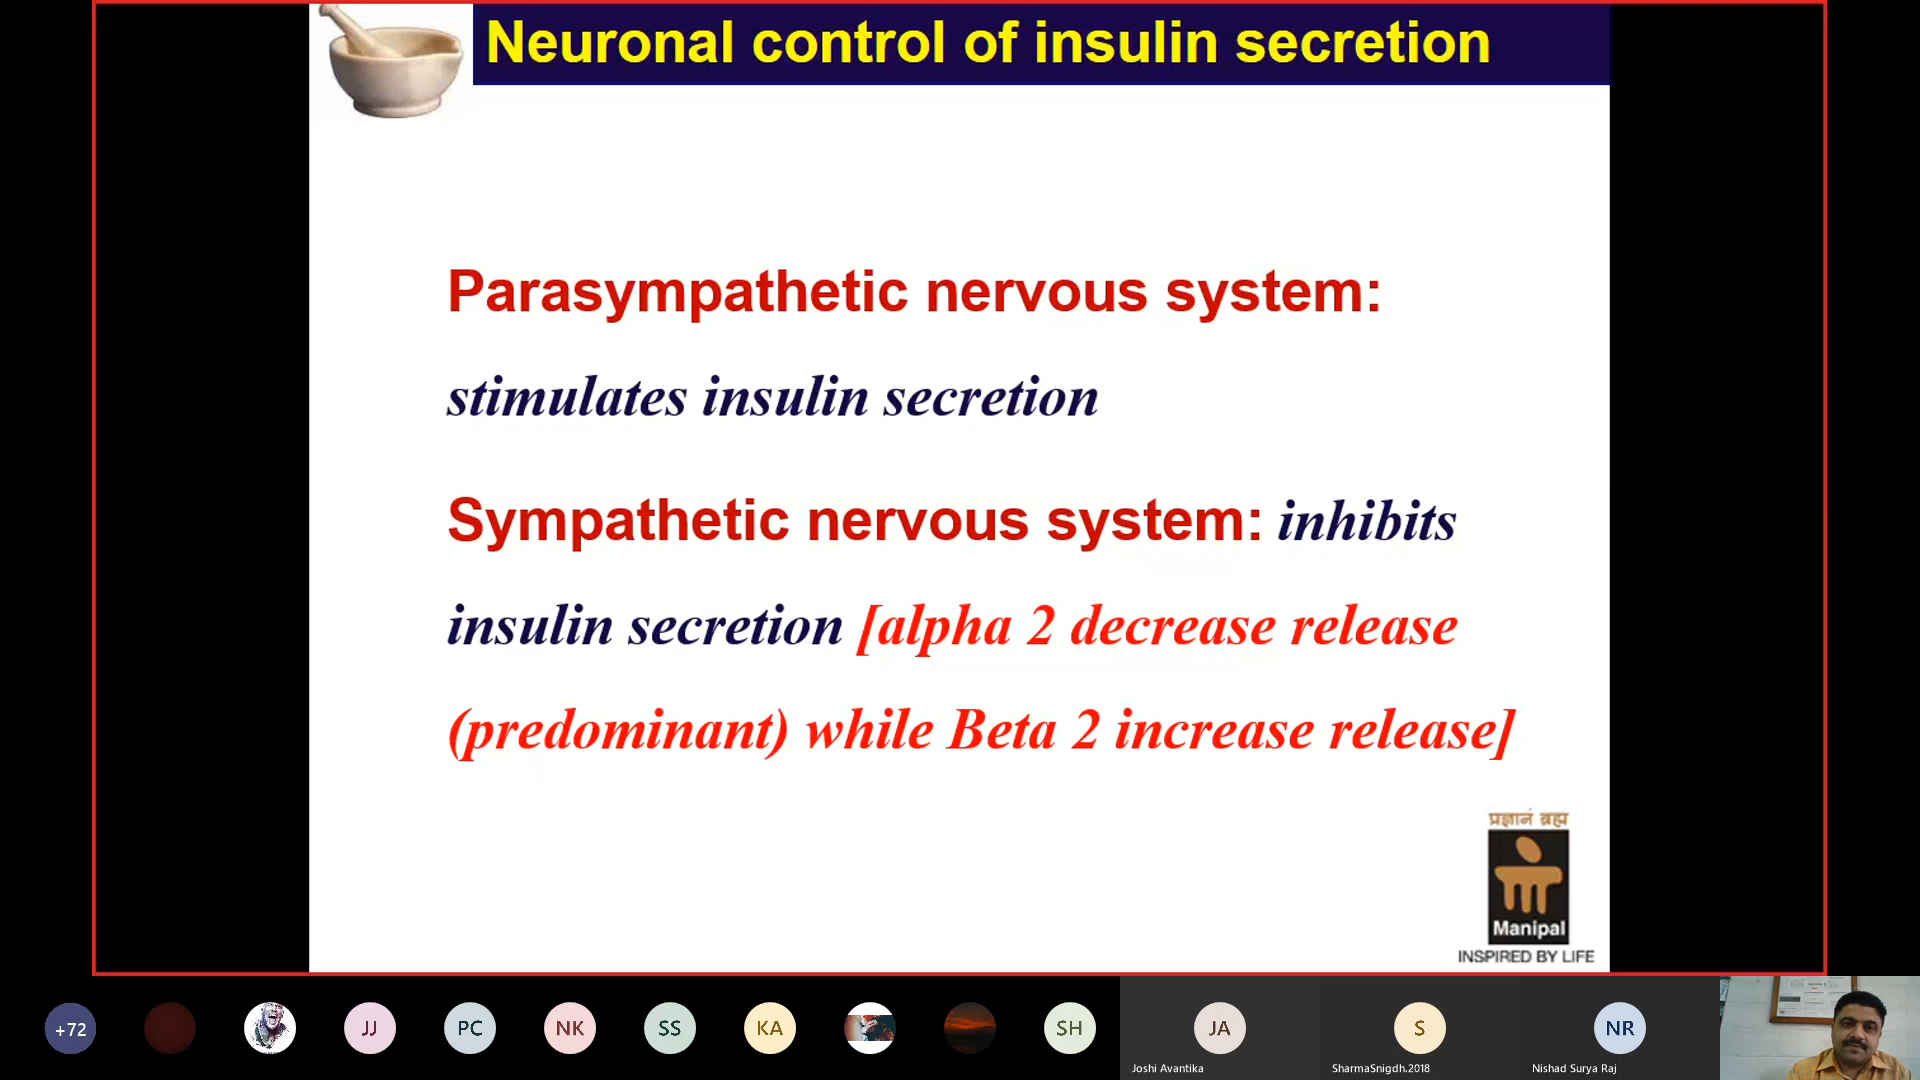 Neuronal control of insulin secretion
Parasympathetic nervous system:
stimulates insulin secretion
Sympathetic nervous system: inhibits
insulin secretion [alpha 2 decrease release
(predominant) while Beta 2 increase release]
प्रज्ञानं ब्रह्म
Manipal
INSPIRED BY LIFE
+72
JJ
PC
NK
SS
KA
SH
JA
S
NR
Joshi Avantika
SharmaSnigdh.2018
Nishad Surya Raj